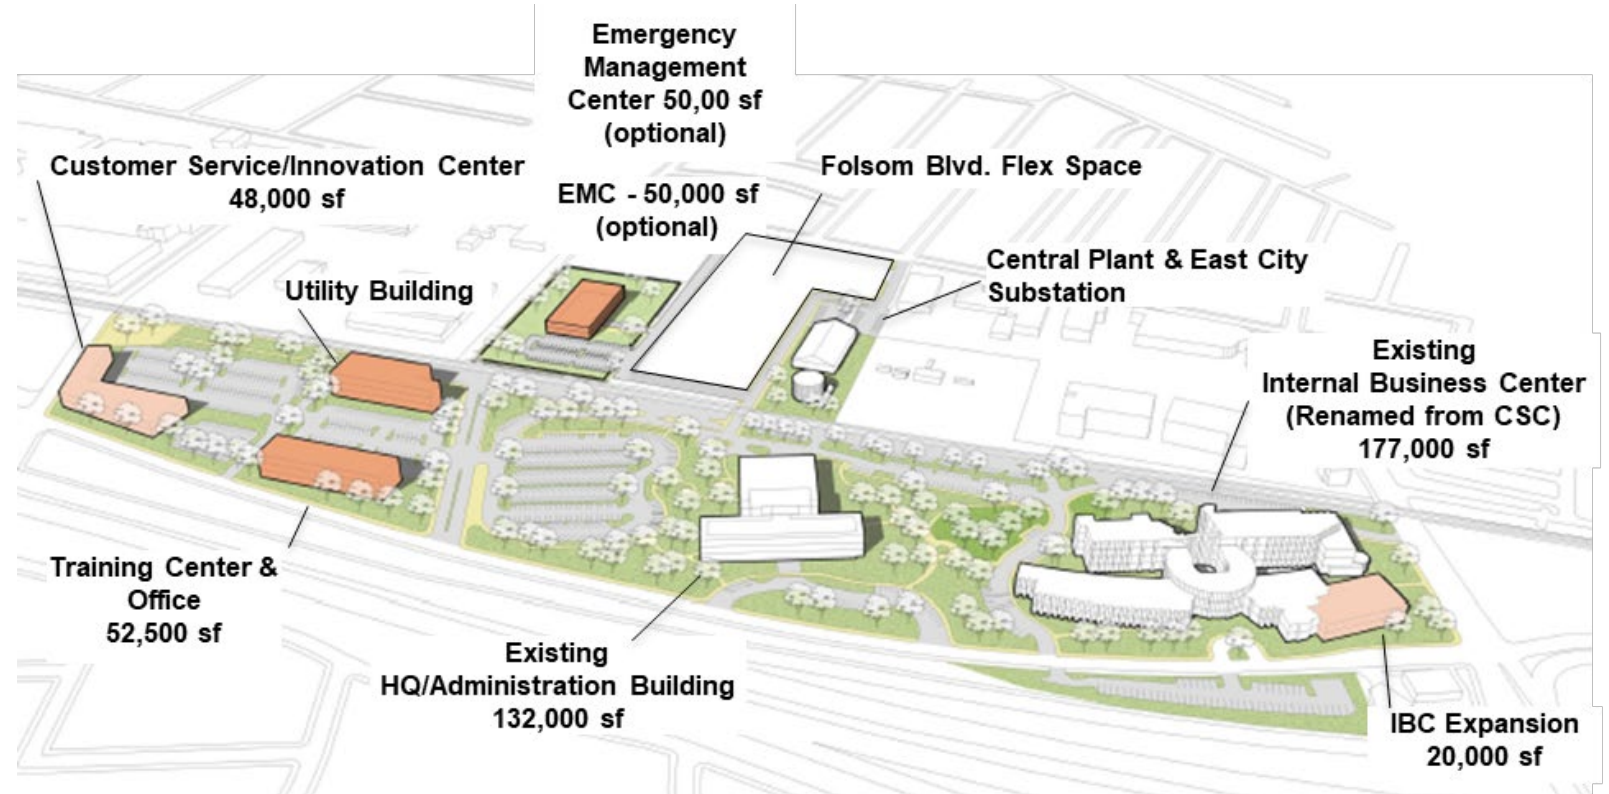 Emergency
Management
Center 50,00 sf
(optional)
Customer Service/Innovation Center
48,000 sf
EMC - 50,000 sf
(optional)
Folsom Blvd. Flex Space
Utility Building
Central Plant & East City
Substation
Existing
Internal Business Center
(Renamed from CSC)
177,000 sf
Training Center &
Office
52,500 sf
Existing
HQ/Administration Building
132,000 sf
IBC Expansion
20,000 sf